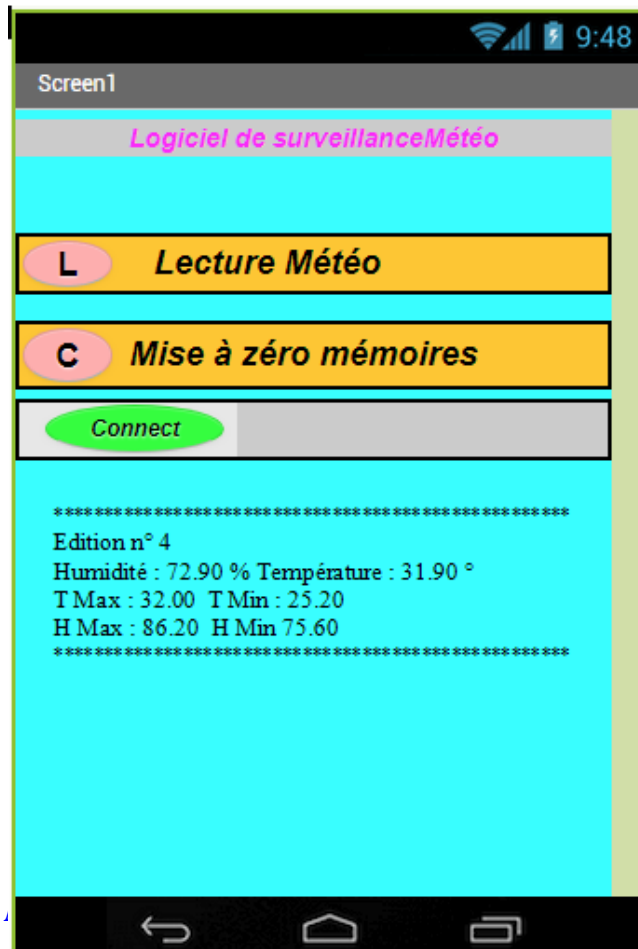 9:48
Screen1
Logiciel de surveillanceMétéo
L Lecture Météo
C Mise à zéro mémoires
Connect
***************************************************
Edition n° 4
Humidité : 72.90 % Température : 31.90 °
T Max : 32.00 T Min : 25.20
H Max : 86.20 H Min 75.60
***************************************************